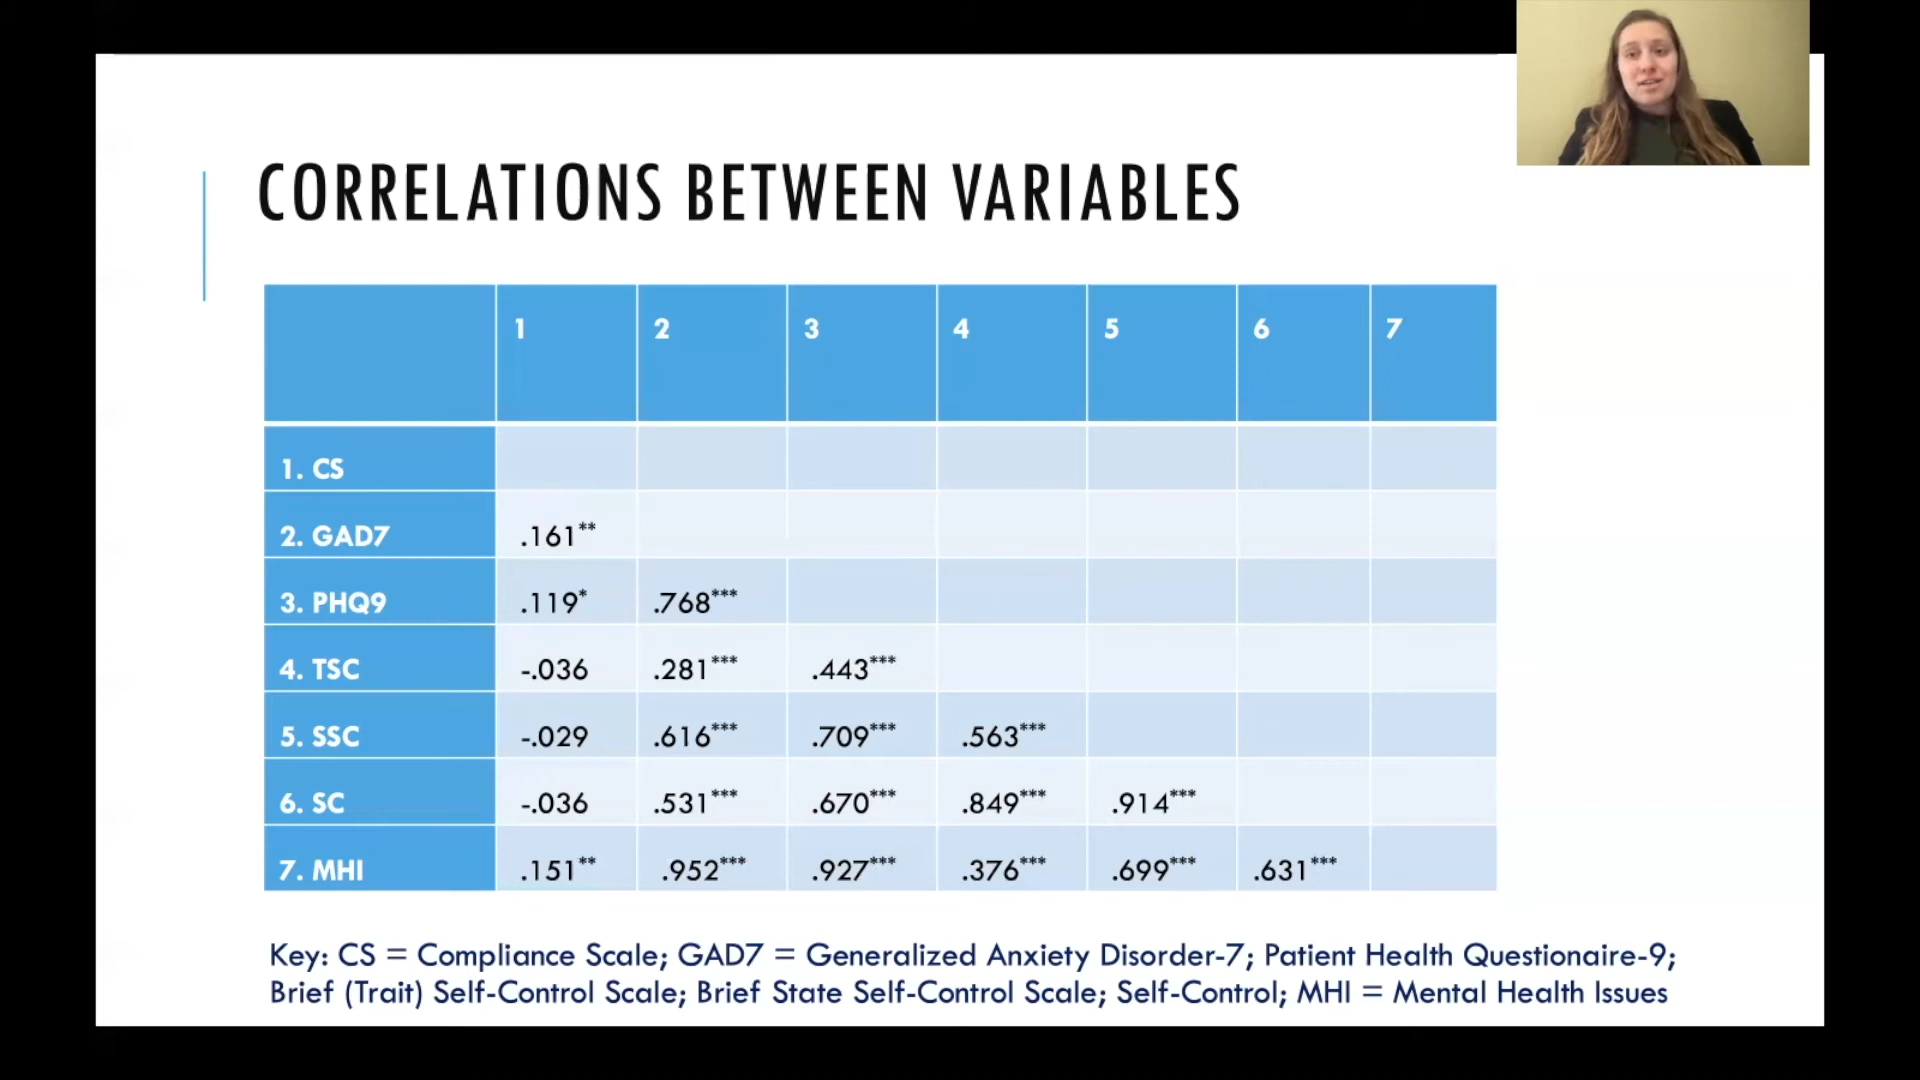 CORRELATIONS BETWEEN VARIABLES
1 2 3 4 5 6 7
1. CS
2. GAD7 .161**
3. PHQ9 .119* .768***
4. TSC -.036 .281*** .443***
5. SSC -.029 .616*** .709*** .563***
6. SC -.036 .531*** .670*** .849*** .914***
7. MHI .151** .952*** .927*** .376*** .699*** .631***
Key: CS = Compliance Scale; GAD7 = Generalized Anxiety Disorder-7; Patient Health Questionaire-9;
Brief (Trait) Self-Control Scale; Brief State Self-Control Scale; Self-Control; MHI = Mental Health Issues